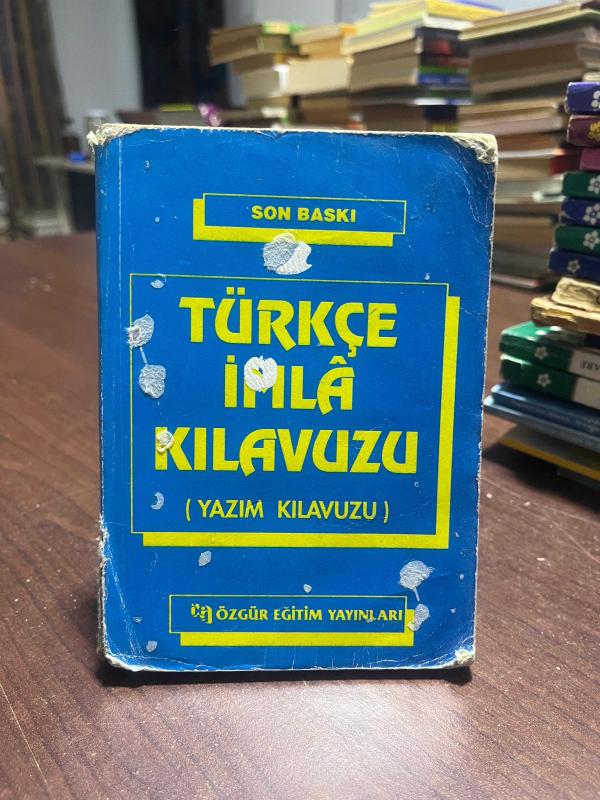 SON BASKI
TÜRKÇE
İMLÂ
KILAVUZU
( YAZIM KILAVUZU )
ÖZGÜR EĞİTİM YAYINLARI